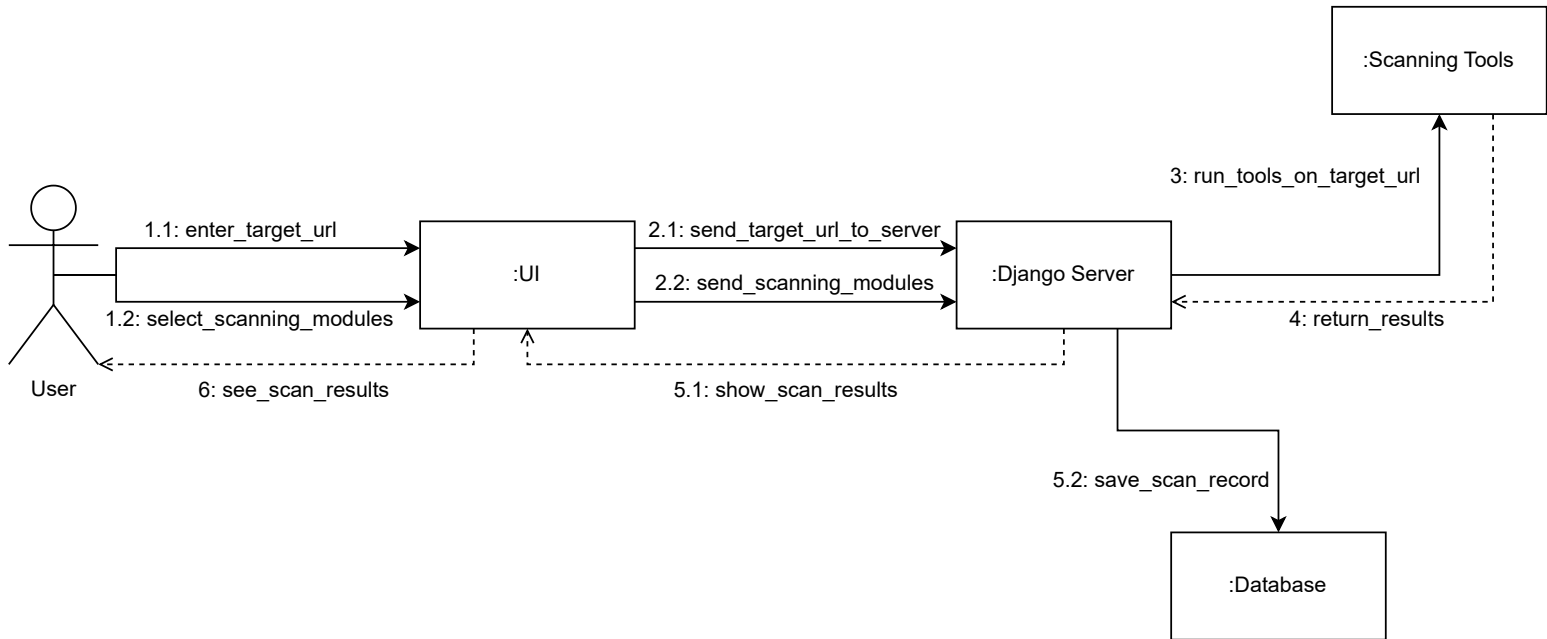 :Scanning Tools
3: run_tools_on_target_url
1.1: enter_target_url
2.1: send_target_url_to_server
:UI
:Django Server
2.2: send_scanning_modules
1.2: select_scanning_modules
4: return_results
User
6: see_scan_results
5.1: show_scan_results
5.2: save_scan_record
:Database